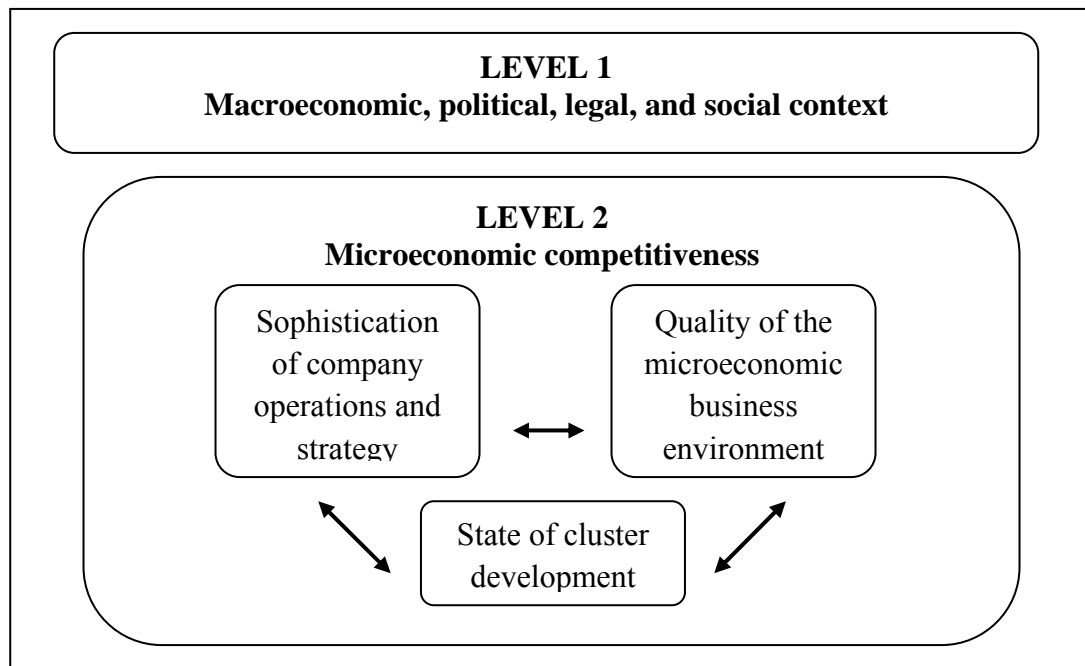 LEVEL 1
Macroeconomic, political, legal, and social context
LEVEL 2
Microeconomic competitiveness
Sophistication
of company
operations and
strategy
Quality of the
microeconomic
business
environment
State of cluster
development